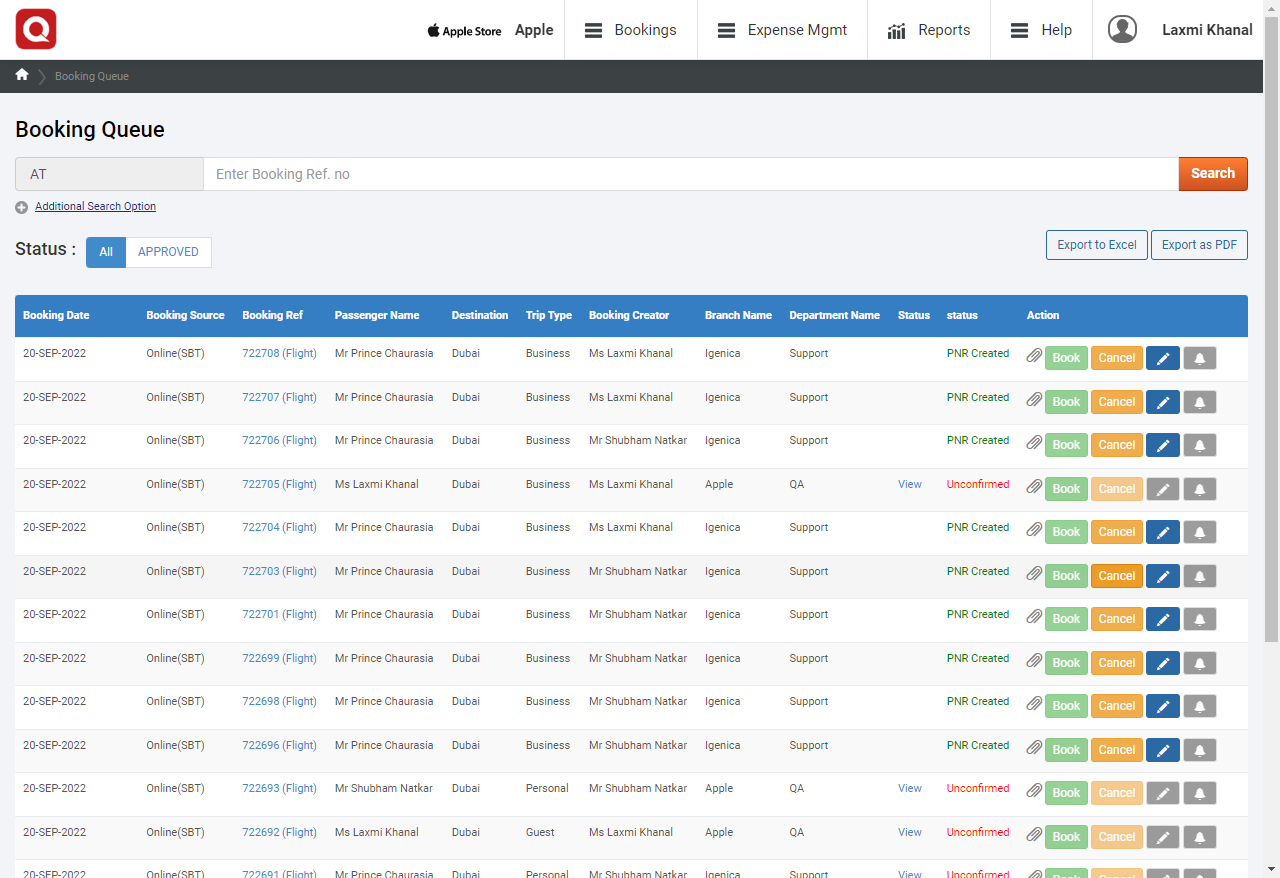 Apple Store Apple Bookings Expense Mgmt Reports Help Laxmi Khanal
Booking Queue
Booking Queue
AT Enter Booking Ref. no Search
Additional Search Option
Status : All APPROVED Export to Excel Export as PDF
Booking Date Booking Source Booking Ref Passenger Name Destination Trip Type Booking Creator Branch Name Department Name Status status Action
20-SEP-2022 Online(SBT) 722708 (Flight) Mr Prince Chaurasia Dubai Business Ms Laxmi Khanal Igenica Support PNR Created Book Cancel
20-SEP-2022 Online(SBT) 722707 (Flight) Mr Prince Chaurasia Dubai Business Ms Laxmi Khanal Igenica Support PNR Created Book Cancel
20-SEP-2022 Online(SBT) 722706 (Flight) Mr Prince Chaurasia Dubai Business Mr Shubham Natkar Igenica Support PNR Created Book Cancel
20-SEP-2022 Online(SBT) 722705 (Flight) Ms Laxmi Khanal Dubai Business Ms Laxmi Khanal Apple QA View Unconfirmed Book Cancel
20-SEP-2022 Online(SBT) 722704 (Flight) Mr Prince Chaurasia Dubai Business Ms Laxmi Khanal Igenica Support PNR Created Book Cancel
20-SEP-2022 Online(SBT) 722703 (Flight) Mr Prince Chaurasia Dubai Business Mr Shubham Natkar Igenica Support PNR Created Book Cancel
20-SEP-2022 Online(SBT) 722701 (Flight) Mr Prince Chaurasia Dubai Business Mr Shubham Natkar Igenica Support PNR Created Book Cancel
20-SEP-2022 Online(SBT) 722699 (Flight) Mr Prince Chaurasia Dubai Business Mr Shubham Natkar Igenica Support PNR Created Book Cancel
20-SEP-2022 Online(SBT) 722698 (Flight) Mr Prince Chaurasia Dubai Business Mr Shubham Natkar Igenica Support PNR Created Book Cancel
20-SEP-2022 Online(SBT) 722696 (Flight) Mr Prince Chaurasia Dubai Business Mr Shubham Natkar Igenica Support PNR Created Book Cancel
20-SEP-2022 Online(SBT) 722693 (Flight) Mr Shubham Natkar Dubai Personal Mr Shubham Natkar Apple QA View Unconfirmed Book Cancel
20-SEP-2022 Online(SBT) 722692 (Flight) Ms Laxmi Khanal Dubai Guest Ms Laxmi Khanal Apple QA View Unconfirmed Book Cancel
20-SEP-2022 Online(SBT) 722691 (Flight) Mr Prince Chaurasia Dubai Personal Mr Shubham Natkar Igenica Support View Unconfirmed Book Cancel